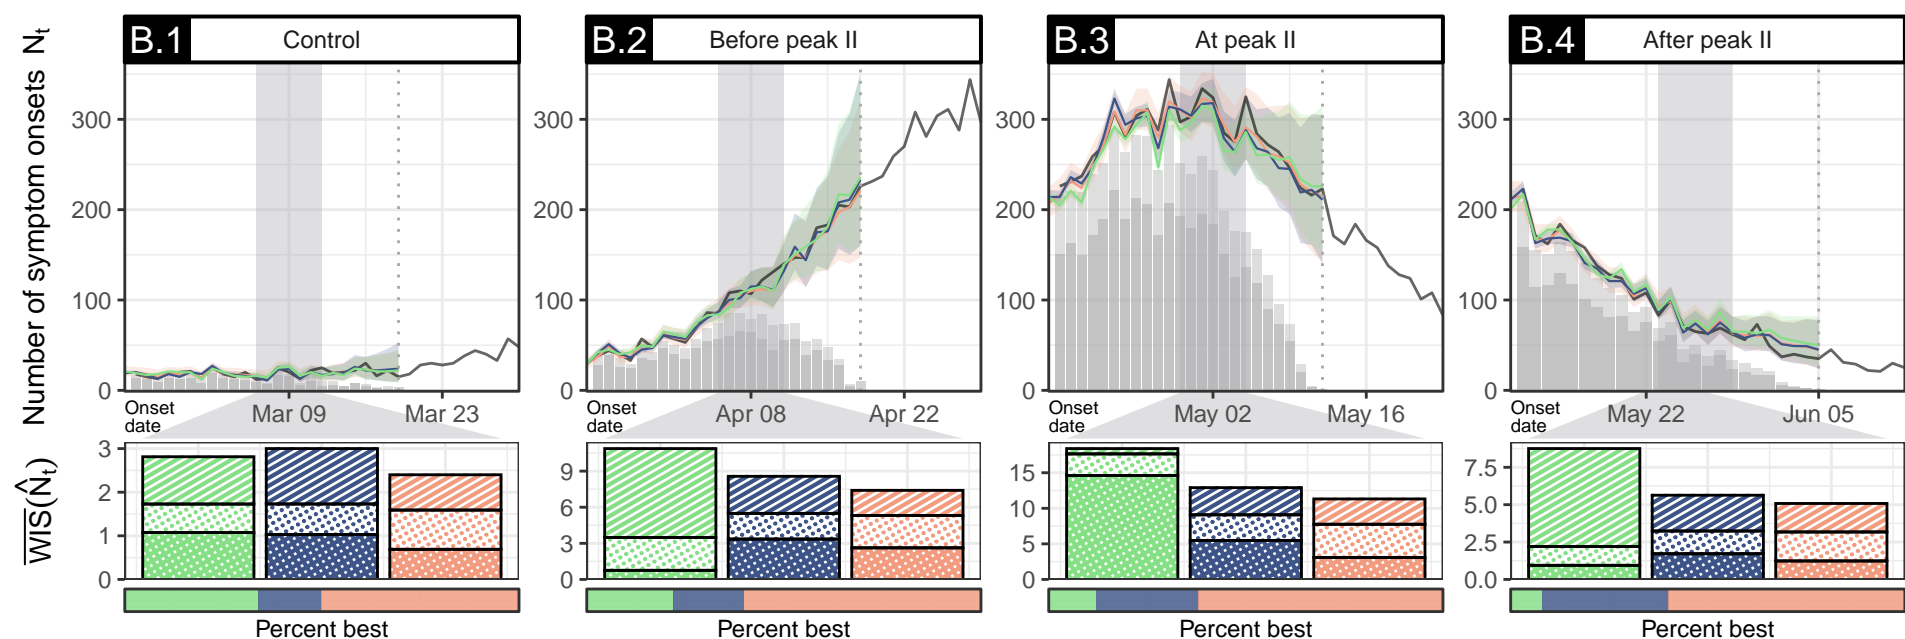 B.1 Control
B.2 Before peak II
B.3 At peak II
B.4 After peak II
Number of symptom onsets Nt
300
200
100
0
300
200
100
0
300
200
100
0
300
200
100
0
Onset
date
Mar 09
Mar 23
Onset
date
Apr 08
Apr 22
Onset
date
May 02
May 16
Onset
date
May 22
Jun 05
WIS(N̂t)
3
2
1
0
9
6
3
0
15
10
5
0
7.5
5.0
2.5
0.0
Percent best
Percent best
Percent best
Percent best